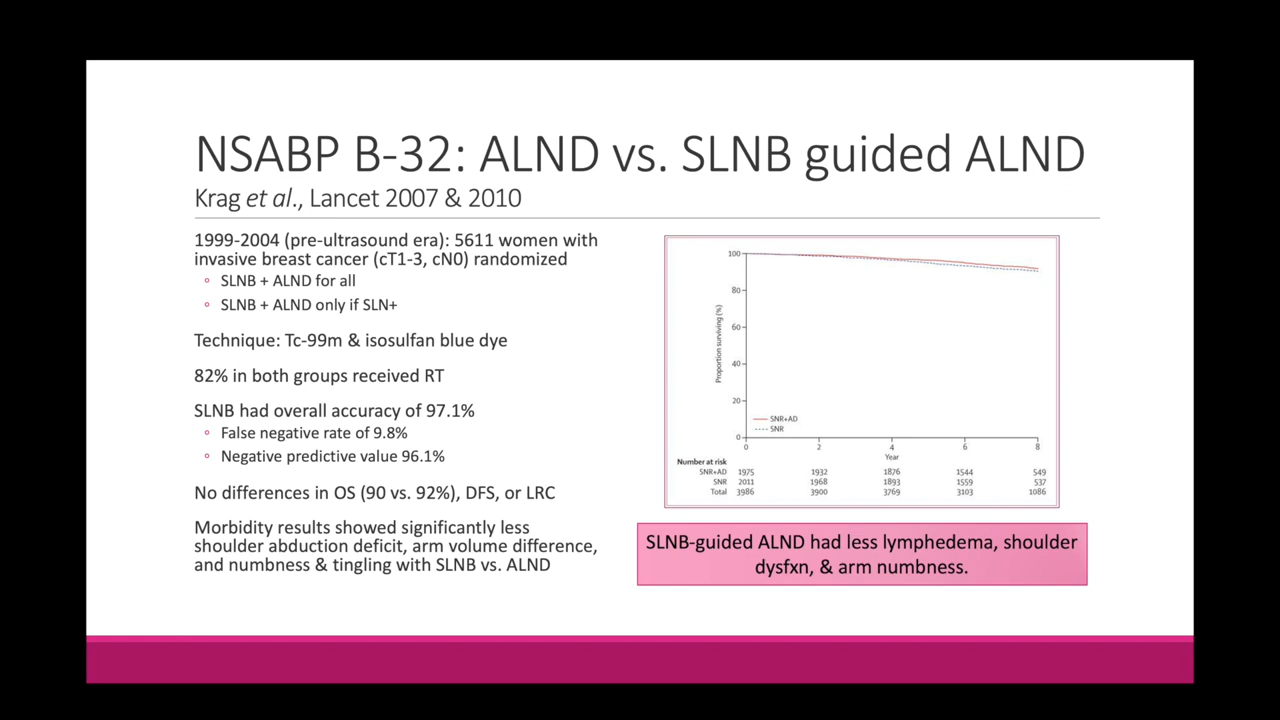 NSABP B-32: ALND vs. SLNB guided ALND
Krag et al., Lancet 2007 & 2010
1999-2004 (pre-ultrasound era): 5611 women with
invasive breast cancer (cT1-3, cN0) randomized
◦ SLNB + ALND for all
◦ SLNB + ALND only if SLN+
Technique: Tc-99m & isosulfan blue dye
82% in both groups received RT
SLNB had overall accuracy of 97.1%
◦ False negative rate of 9.8%
◦ Negative predictive value 96.1%
No differences in OS (90 vs. 92%), DFS, or LRC
Morbidity results showed significantly less
shoulder abduction deficit, arm volume difference,
and numbness & tingling with SLNB vs. ALND
Proportion surviving (%)
100
80
60
40
20
0
SNR+AD
SNR
0 2 4 6 8
Year
Number at risk
SNR+AD 1975 1932 1876 1544 549
SNR 2011 1968 1893 1559 537
Total 3986 3900 3769 3103 1086
SLNB-guided ALND had less lymphedema, shoulder
dysfxn, & arm numbness.